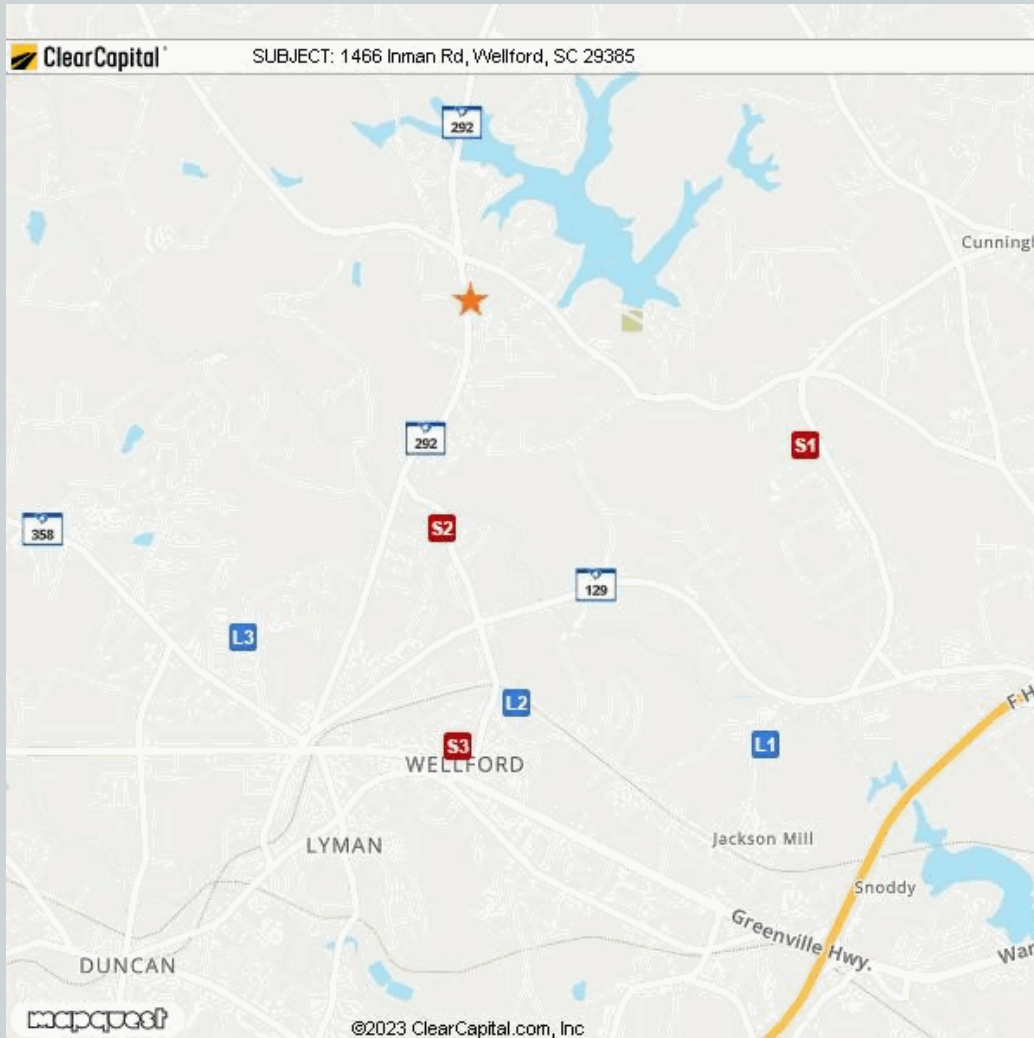 ClearCapital
SUBJECT: 1466 Inman Rd, Wellford, SC 29385
292
Cunningh
292
S1
358
S2
129
L3
L2
F H
S3
L1
WELLFORD
LYMAN
Jackson Mill
Snoddy
Greenville Hwy.
War
DUNCAN
mapquest
©2023 ClearCapital.com, Inc